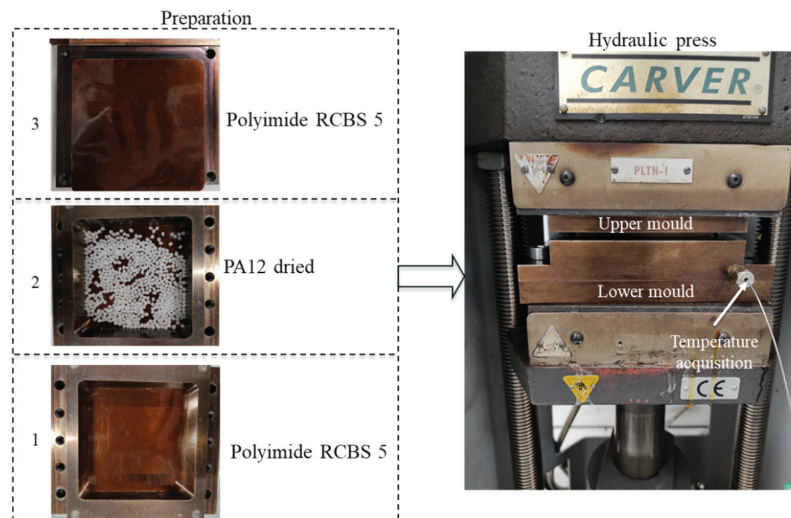 Preparation
3
Polyimide RCBS 5
2
PA12 dried
1
Polyimide RCBS 5
Hydraulic press
CARVER®
PLTN-1
Upper mould
Lower mould
Temperature
acquisition
CE